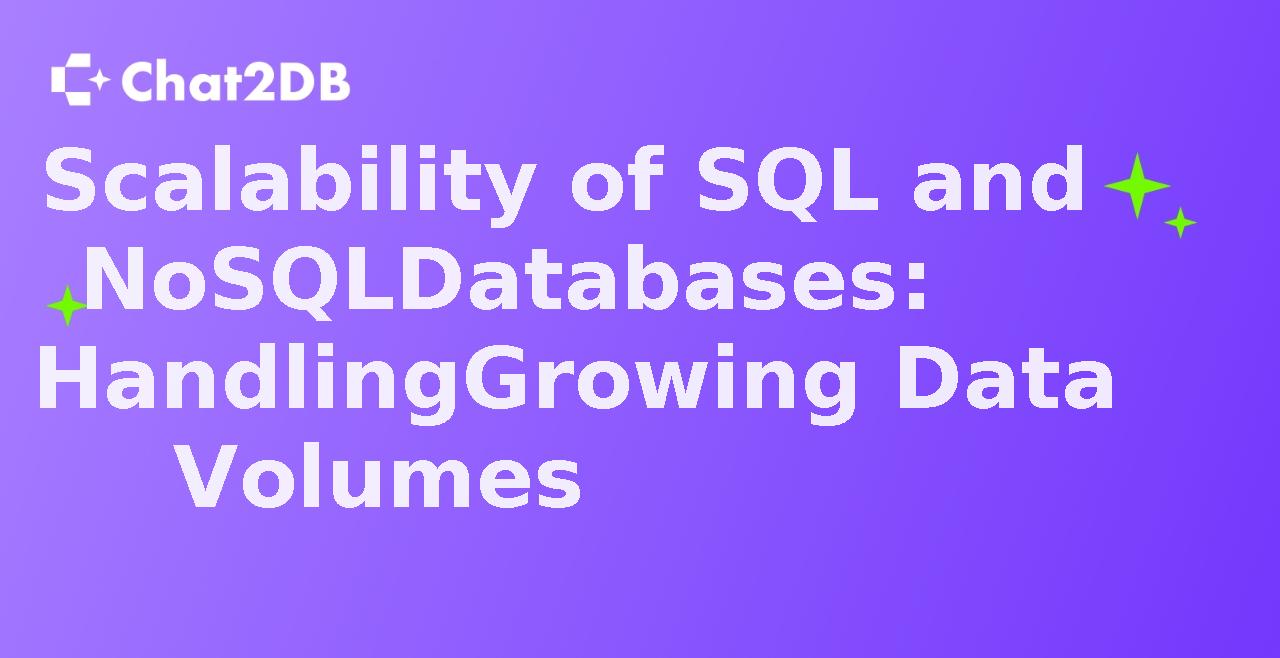 Chat2DB
Scalability of SQL and
NoSQLDatabases:
HandlingGrowing Data
Volumes